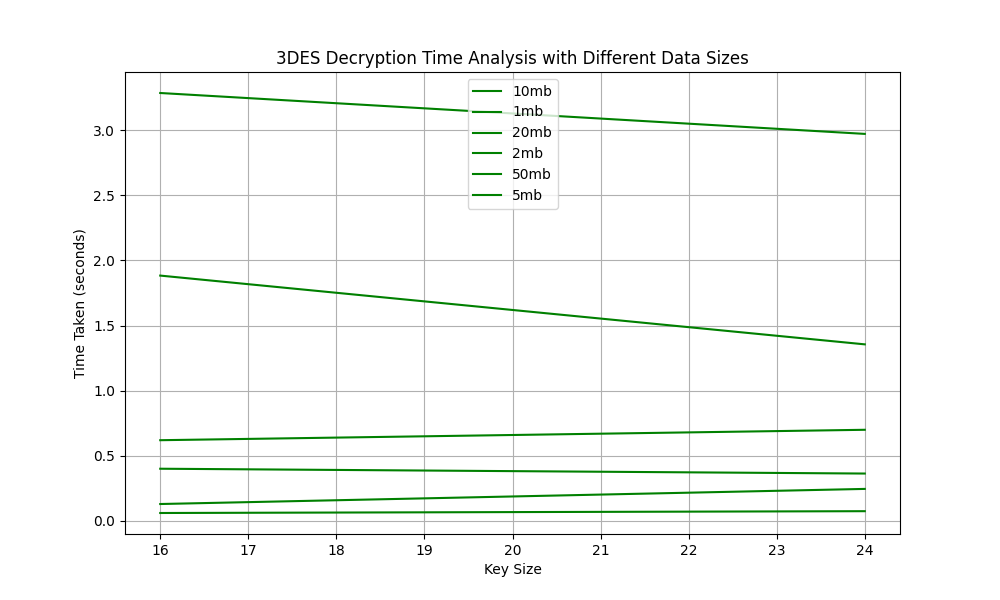 3DES Decryption Time Analysis with Different Data Sizes
10mb
1mb
20mb
2mb
50mb
5mb
Time Taken (seconds)
3.0
2.5
2.0
1.5
1.0
0.5
0.0
16 17 18 19 20 21 22 23 24
Key Size